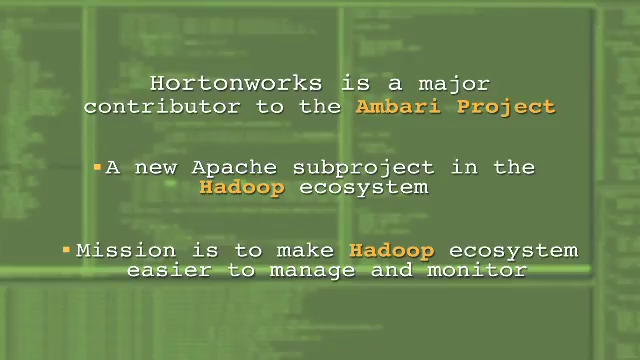 Hortonworks is a major
contributor to the Ambari Project
▪A new Apache subproject in the
Hadoop ecosystem
▪Mission is to make Hadoop ecosystem
easier to manage and monitor